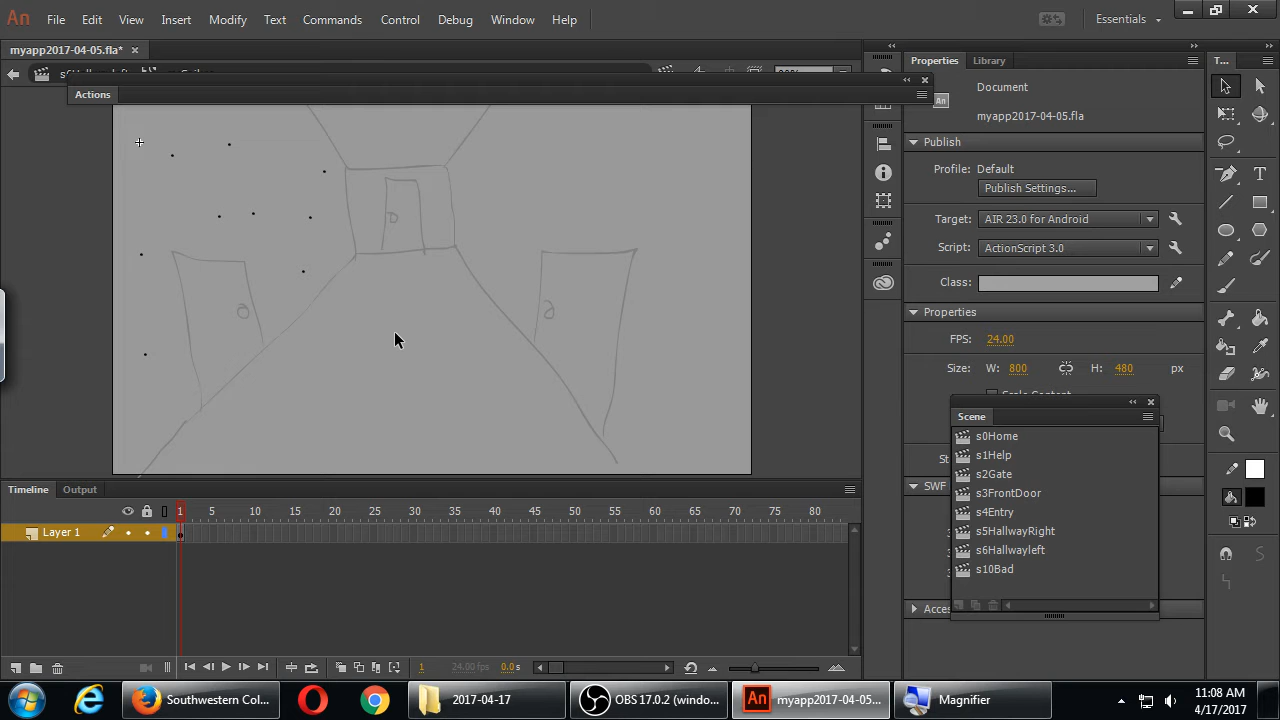 An File Edit View Insert Modify Text Commands Control Debug Window Help Essentials
myapp2017-04-05.fla*
Actions
Properties Library
T...
Document
An
myapp2017-04-05.fla
Publish
Profile: Default
Publish Settings...
Target: AIR 23.0 for Android
Script: ActionScript 3.0
Class:
Properties
FPS: 24.00
Size: W: 800 H: 480 px
Scene
s0Home
s1Help
s2Gate
s3FrontDoor
s4Entry
s5HallwayRight
s6Hallwayleft
s10Bad
SWF
Timeline Output
1 5 10 15 20 25 30 35 40 45 50 55 60 65 70 75 80
Layer 1
1 24.00 fps 0.0 s
Southwestern Col...
2017-04-17
OBS 17.0.2 (windo...
An myapp2017-04-05...
Magnifier
11:08 AM
4/17/2017